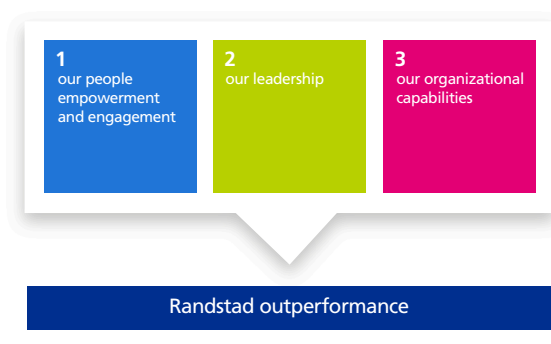 1
our people
empowerment
and engagement
2
our leadership
3
our organizational
capabilities
Randstad outperformance